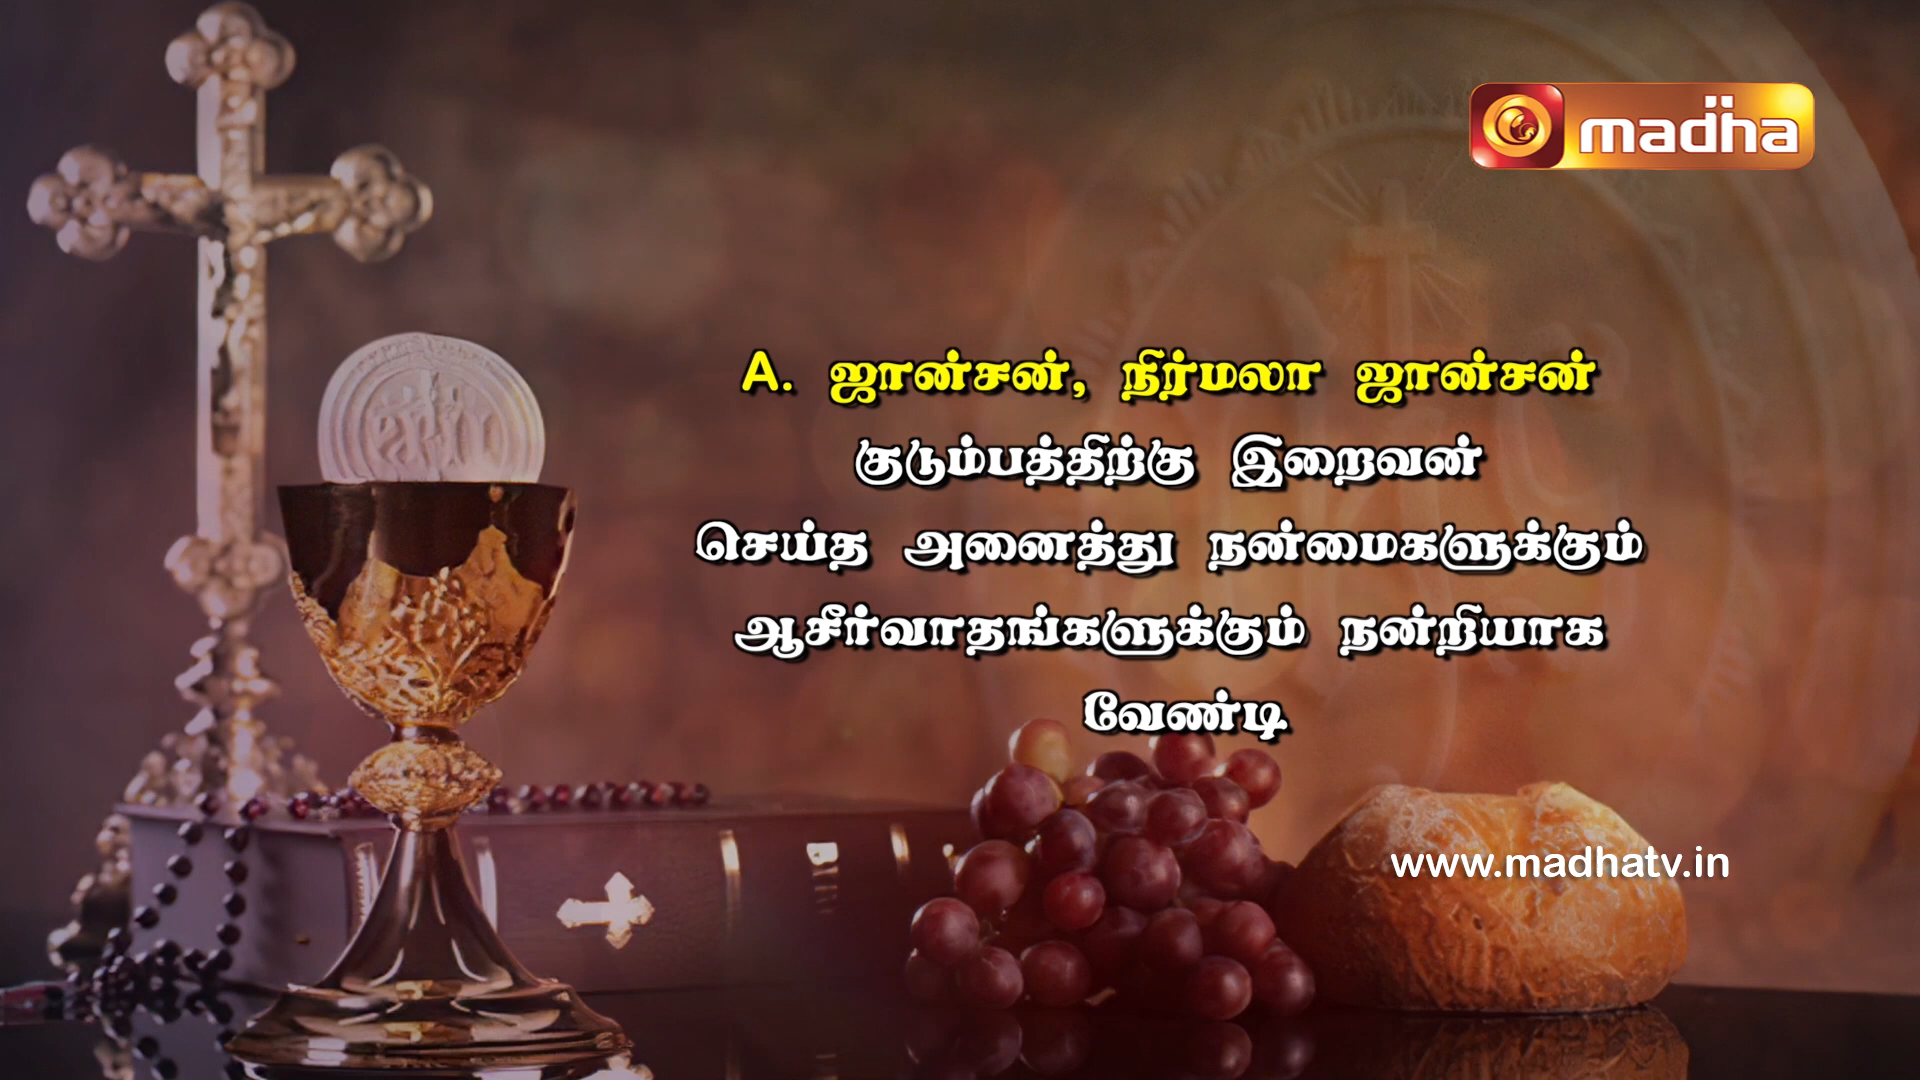 madha
A. ஜான்சன், நிர்மலா ஜான்சன்
குடும்பத்திற்கு இறைவன்
செய்த அனைத்து நன்மைகளுக்கும்
ஆசீர்வாதங்களுக்கும் நன்றியாக
வேண்டி
www.madhatv.in